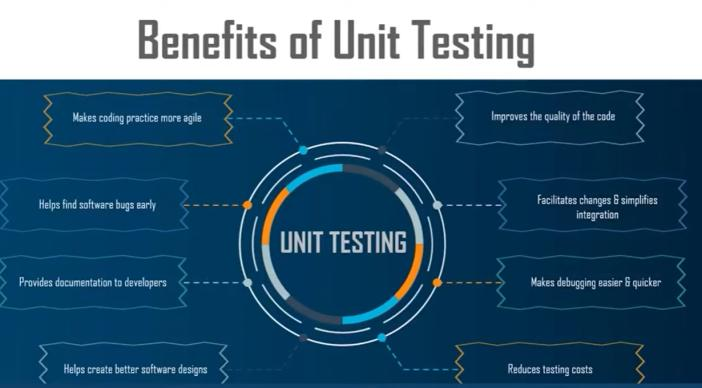 Benefits of Unit Testing
Makes coding practice more agile
Improves the quality of the code
Helps find software bugs early
Facilitates changes & simplifies
integration
UNIT TESTING
Provides documentation to developers
Makes debugging easier & quicker
Helps create better software designs
Reduces testing costs